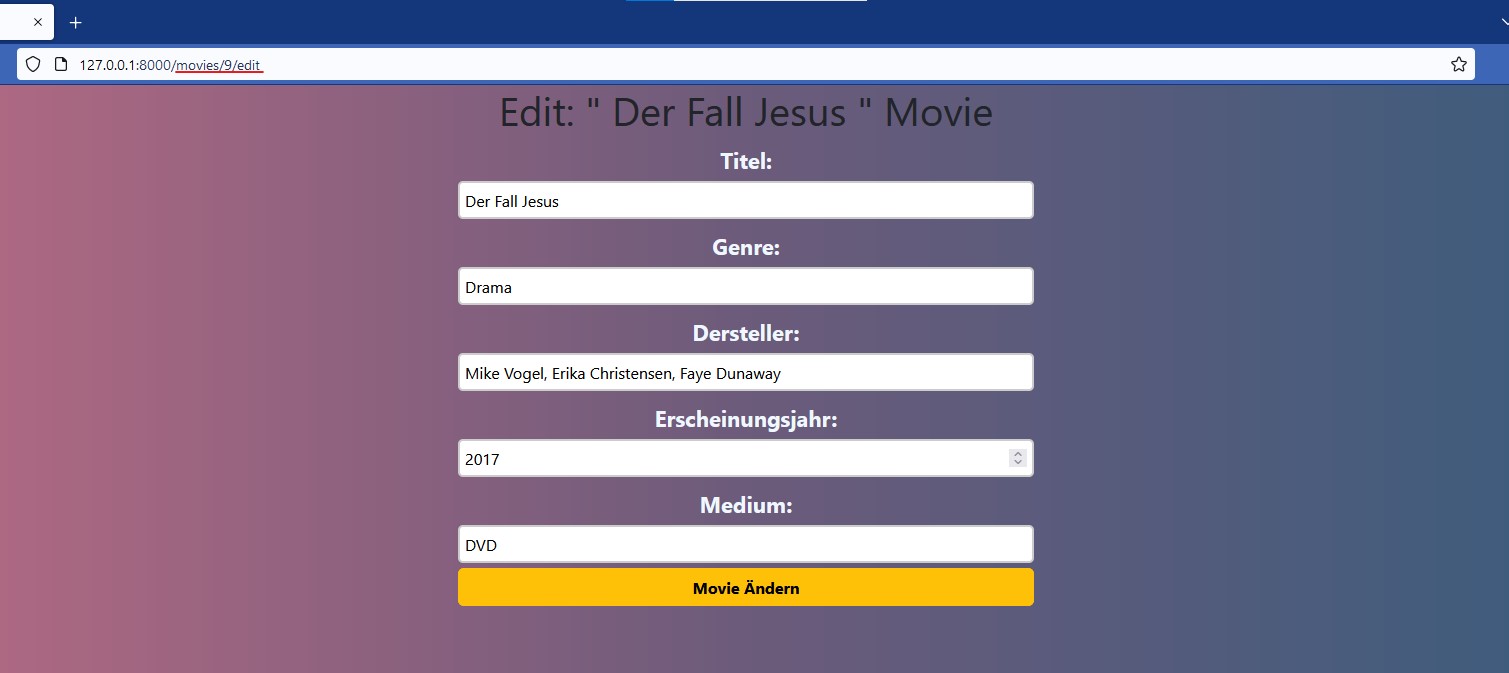 127.0.0.1:8000/movies/9/edit
Edit: " Der Fall Jesus " Movie
Titel:
Der Fall Jesus
Genre:
Drama
Dersteller:
Mike Vogel, Erika Christensen, Faye Dunaway
Erscheinungsjahr:
2017
Medium:
DVD
Movie Ändern